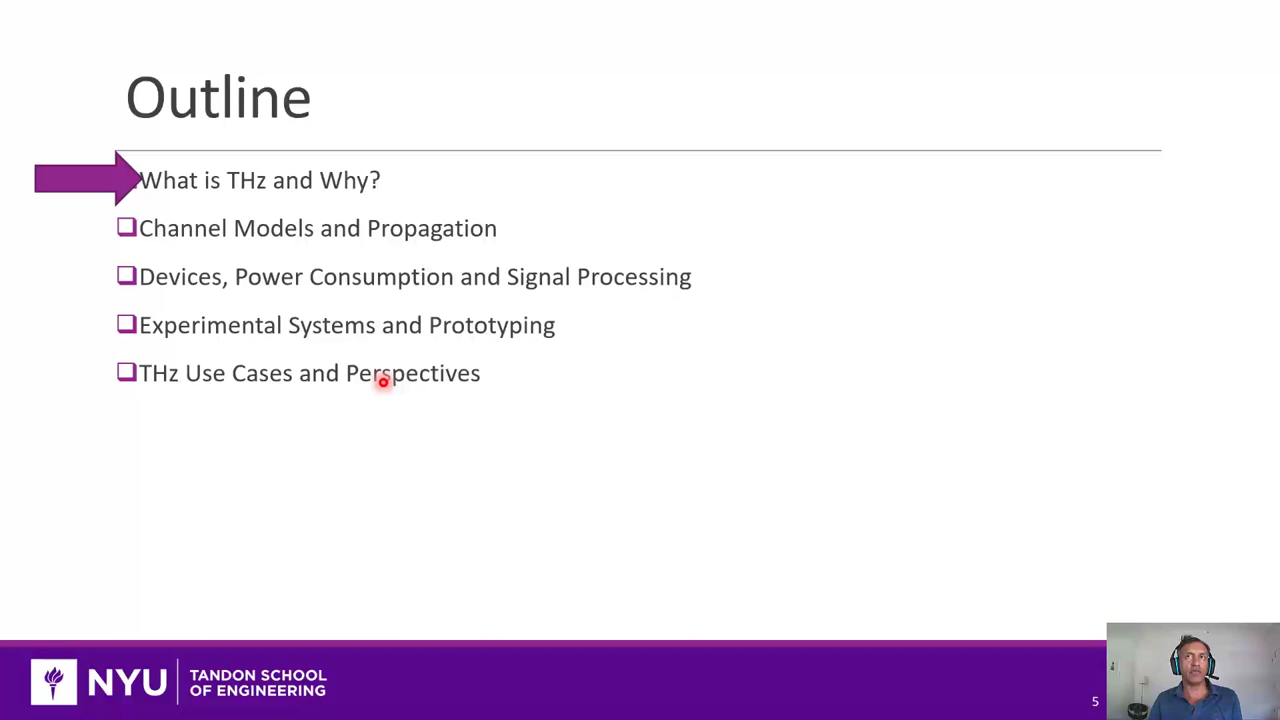 Outline
What is THz and Why?
Channel Models and Propagation
Devices, Power Consumption and Signal Processing
Experimental Systems and Prototyping
THz Use Cases and Perspectives
NYU
TANDON SCHOOL
OF ENGINEERING
5